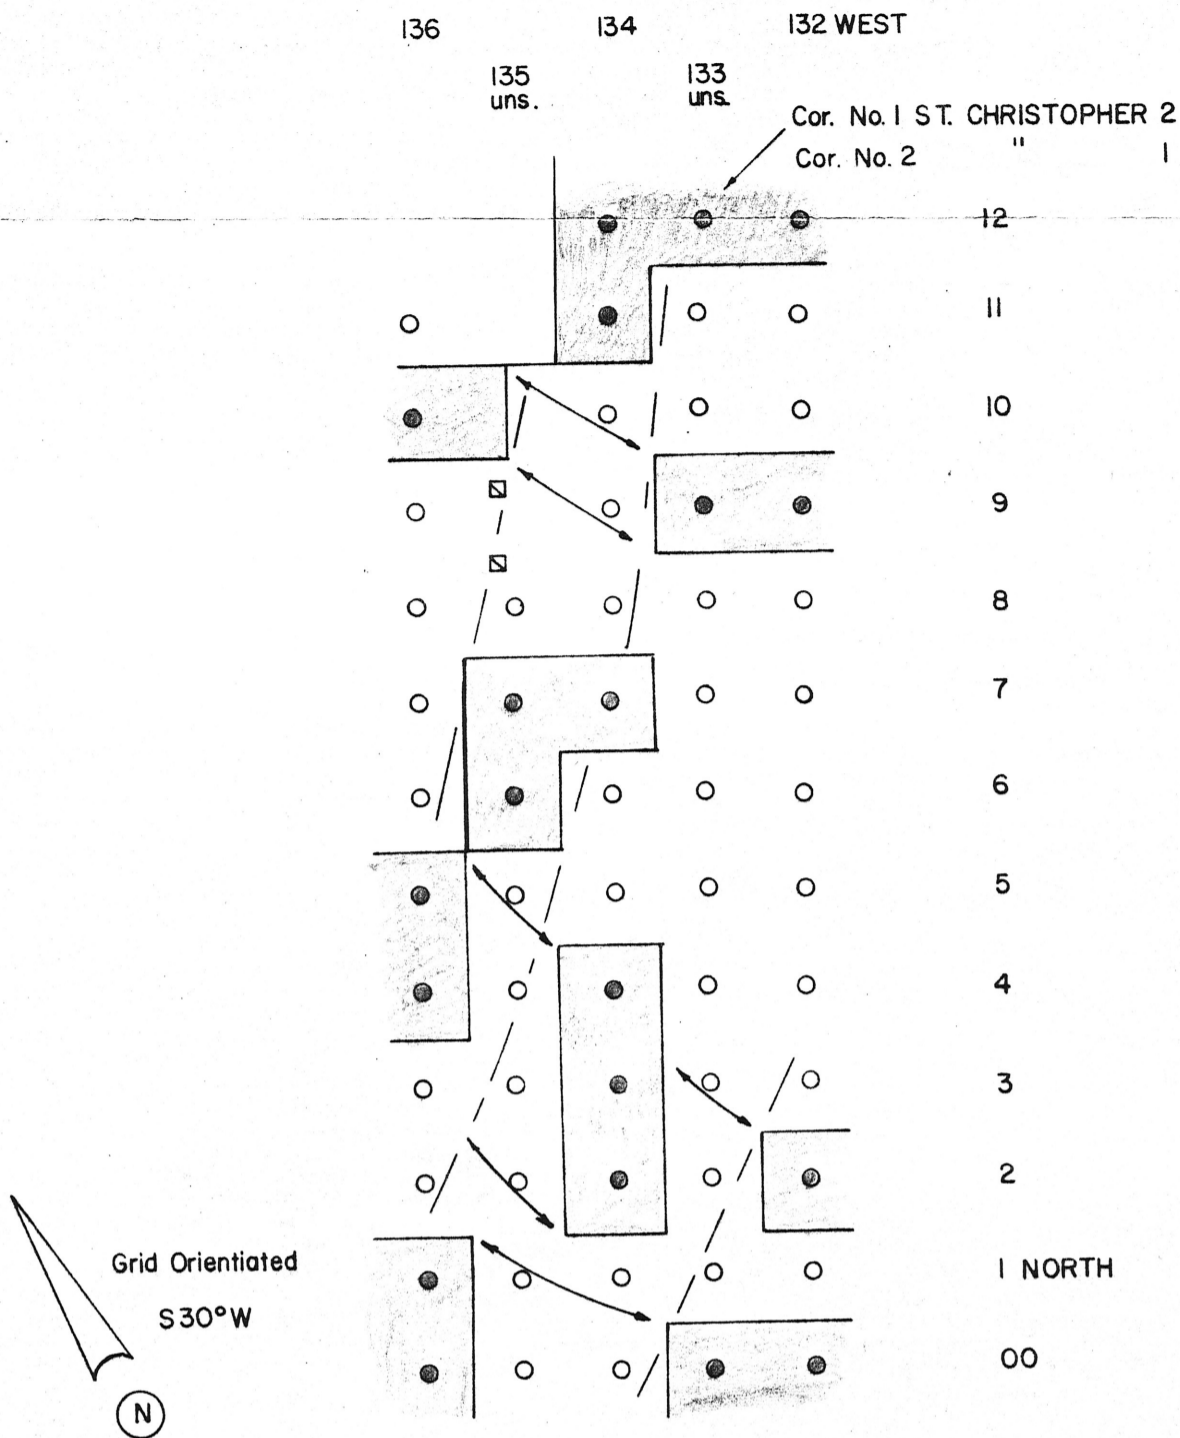 136 134 132 WEST
135 133
uns. uns.
Cor. No. 1 ST. CHRISTOPHER 2
Cor. No. 2 " 1
12
11
10
9
8
7
6
5
4
3
2
1 NORTH
00
Grid Orientiated
S30°W
N